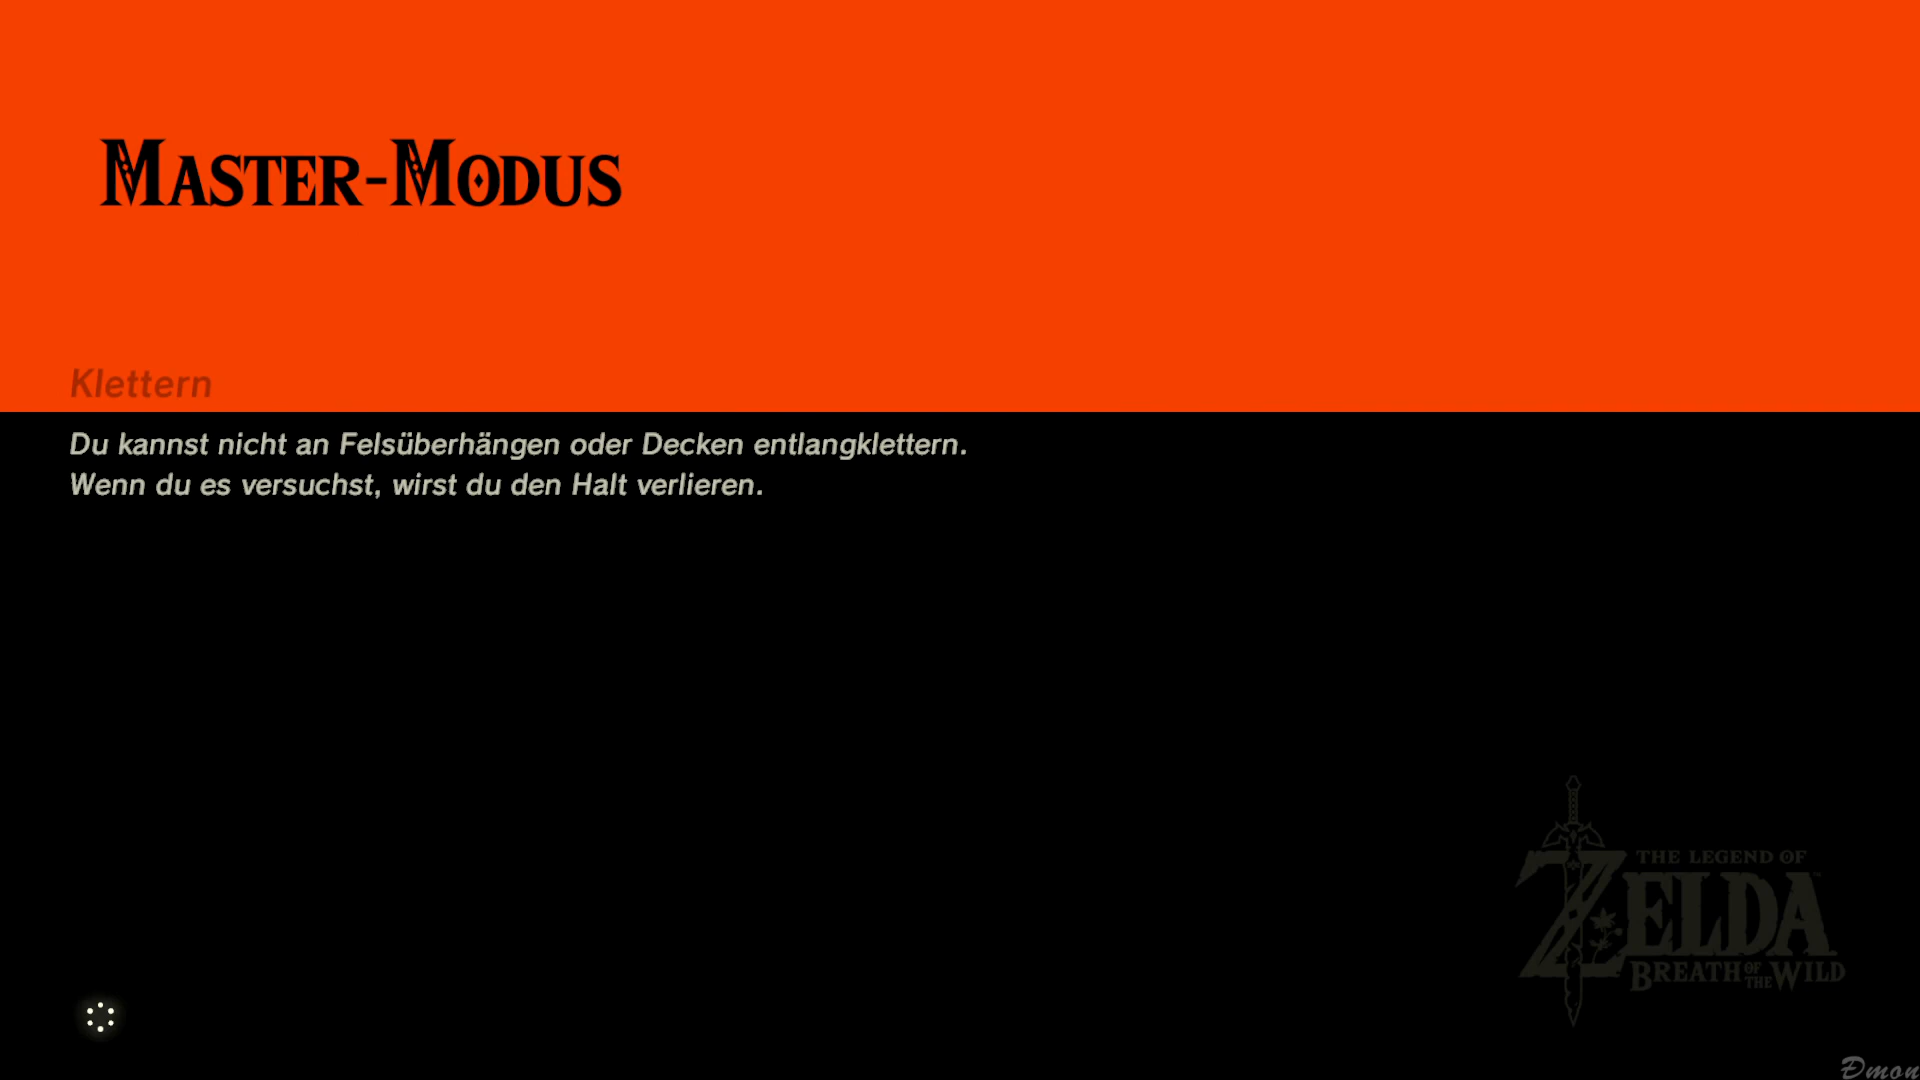 Master-Modus
Klettern
Du kannst nicht an Felsüberhängen oder Decken entlangklettern.
Wenn du es versuchst, wirst du den Halt verlieren.
THE LEGEND OF
ZELDA
BREATH OF THE WILD
Đmon